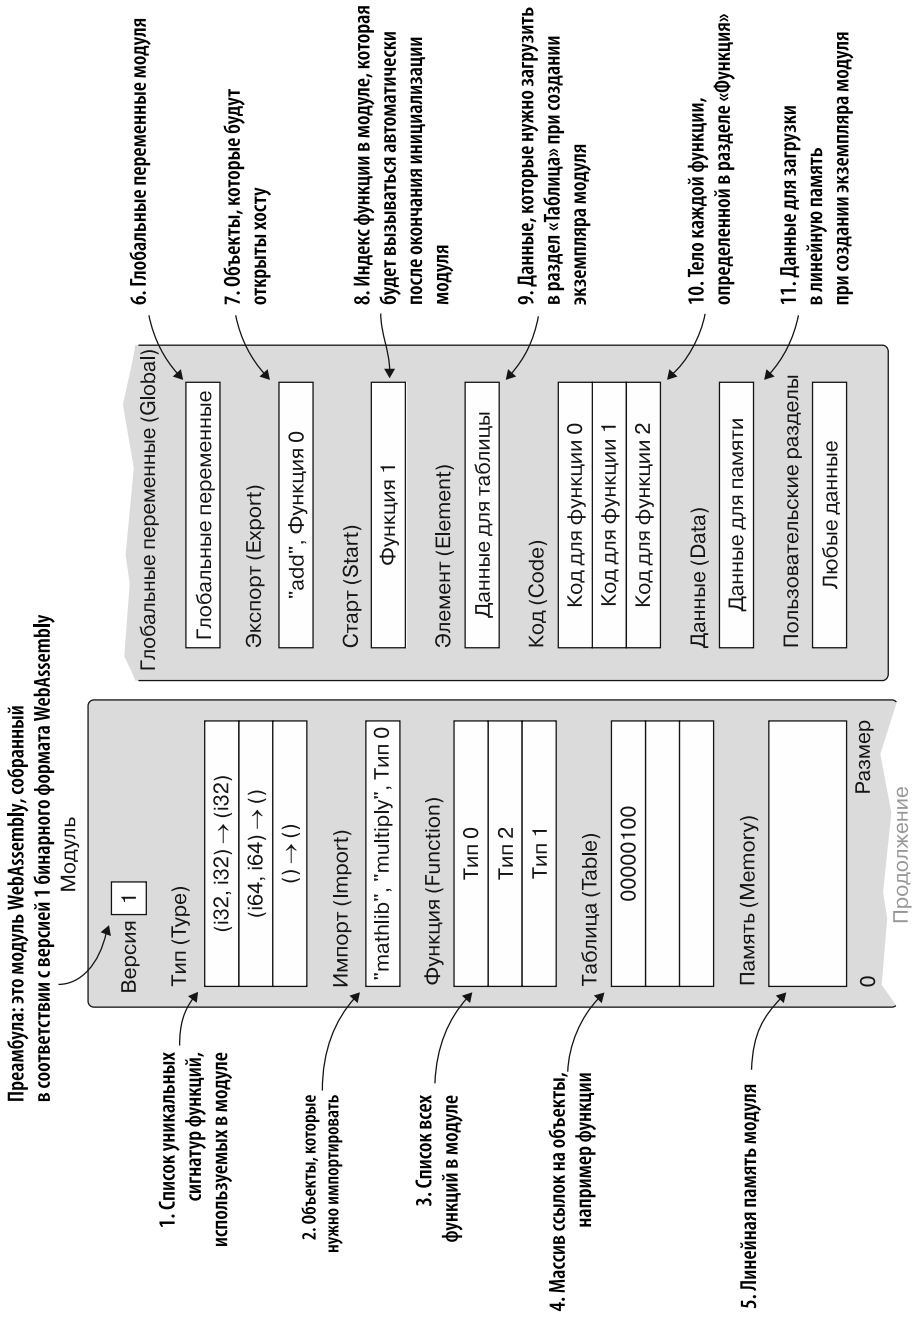 Преамбула: это модуль WebAssembly, собранный
в соответствии с версией 1 бинарного формата WebAssembly
Модуль
Версия 1
Тип (Type)
(i32, i32) → (i32)
(i64, i64) → ()
() → ()
Импорт (Import)
"mathlib", "multiply", Тип 0
Функция (Function)
Тип 0
Тип 2
Тип 1
Таблица (Table)
00000100
Память (Memory)
0
Размер
Продолжение
1. Список уникальных
сигнатур функций,
используемых в модуле
2. Объекты, которые
нужно импортировать
3. Список всех
функций в модуле
4. Массив ссылок на объекты,
например функции
5. Линейная память модуля
Глобальные переменные (Global)
Глобальные переменные
Экспорт (Export)
"add", Функция 0
Старт (Start)
Функция 1
Элемент (Element)
Данные для таблицы
Код (Code)
Код для функции 0
Код для функции 1
Код для функции 2
Данные (Data)
Данные для памяти
Пользовательские разделы
Любые данные
6. Глобальные переменные модуля
7. Объекты, которые будут
открыты хосту
8. Индекс функции в модуле, которая
будет вызываться автоматически
после окончания инициализации
модуля
9. Данные, которые нужно загрузить
в раздел «Таблица» при создании
экземпляра модуля
10. Тело каждой функции,
определенной в разделе «Функция»
11. Данные для загрузки
в линейную память
при создании экземпляра модуля